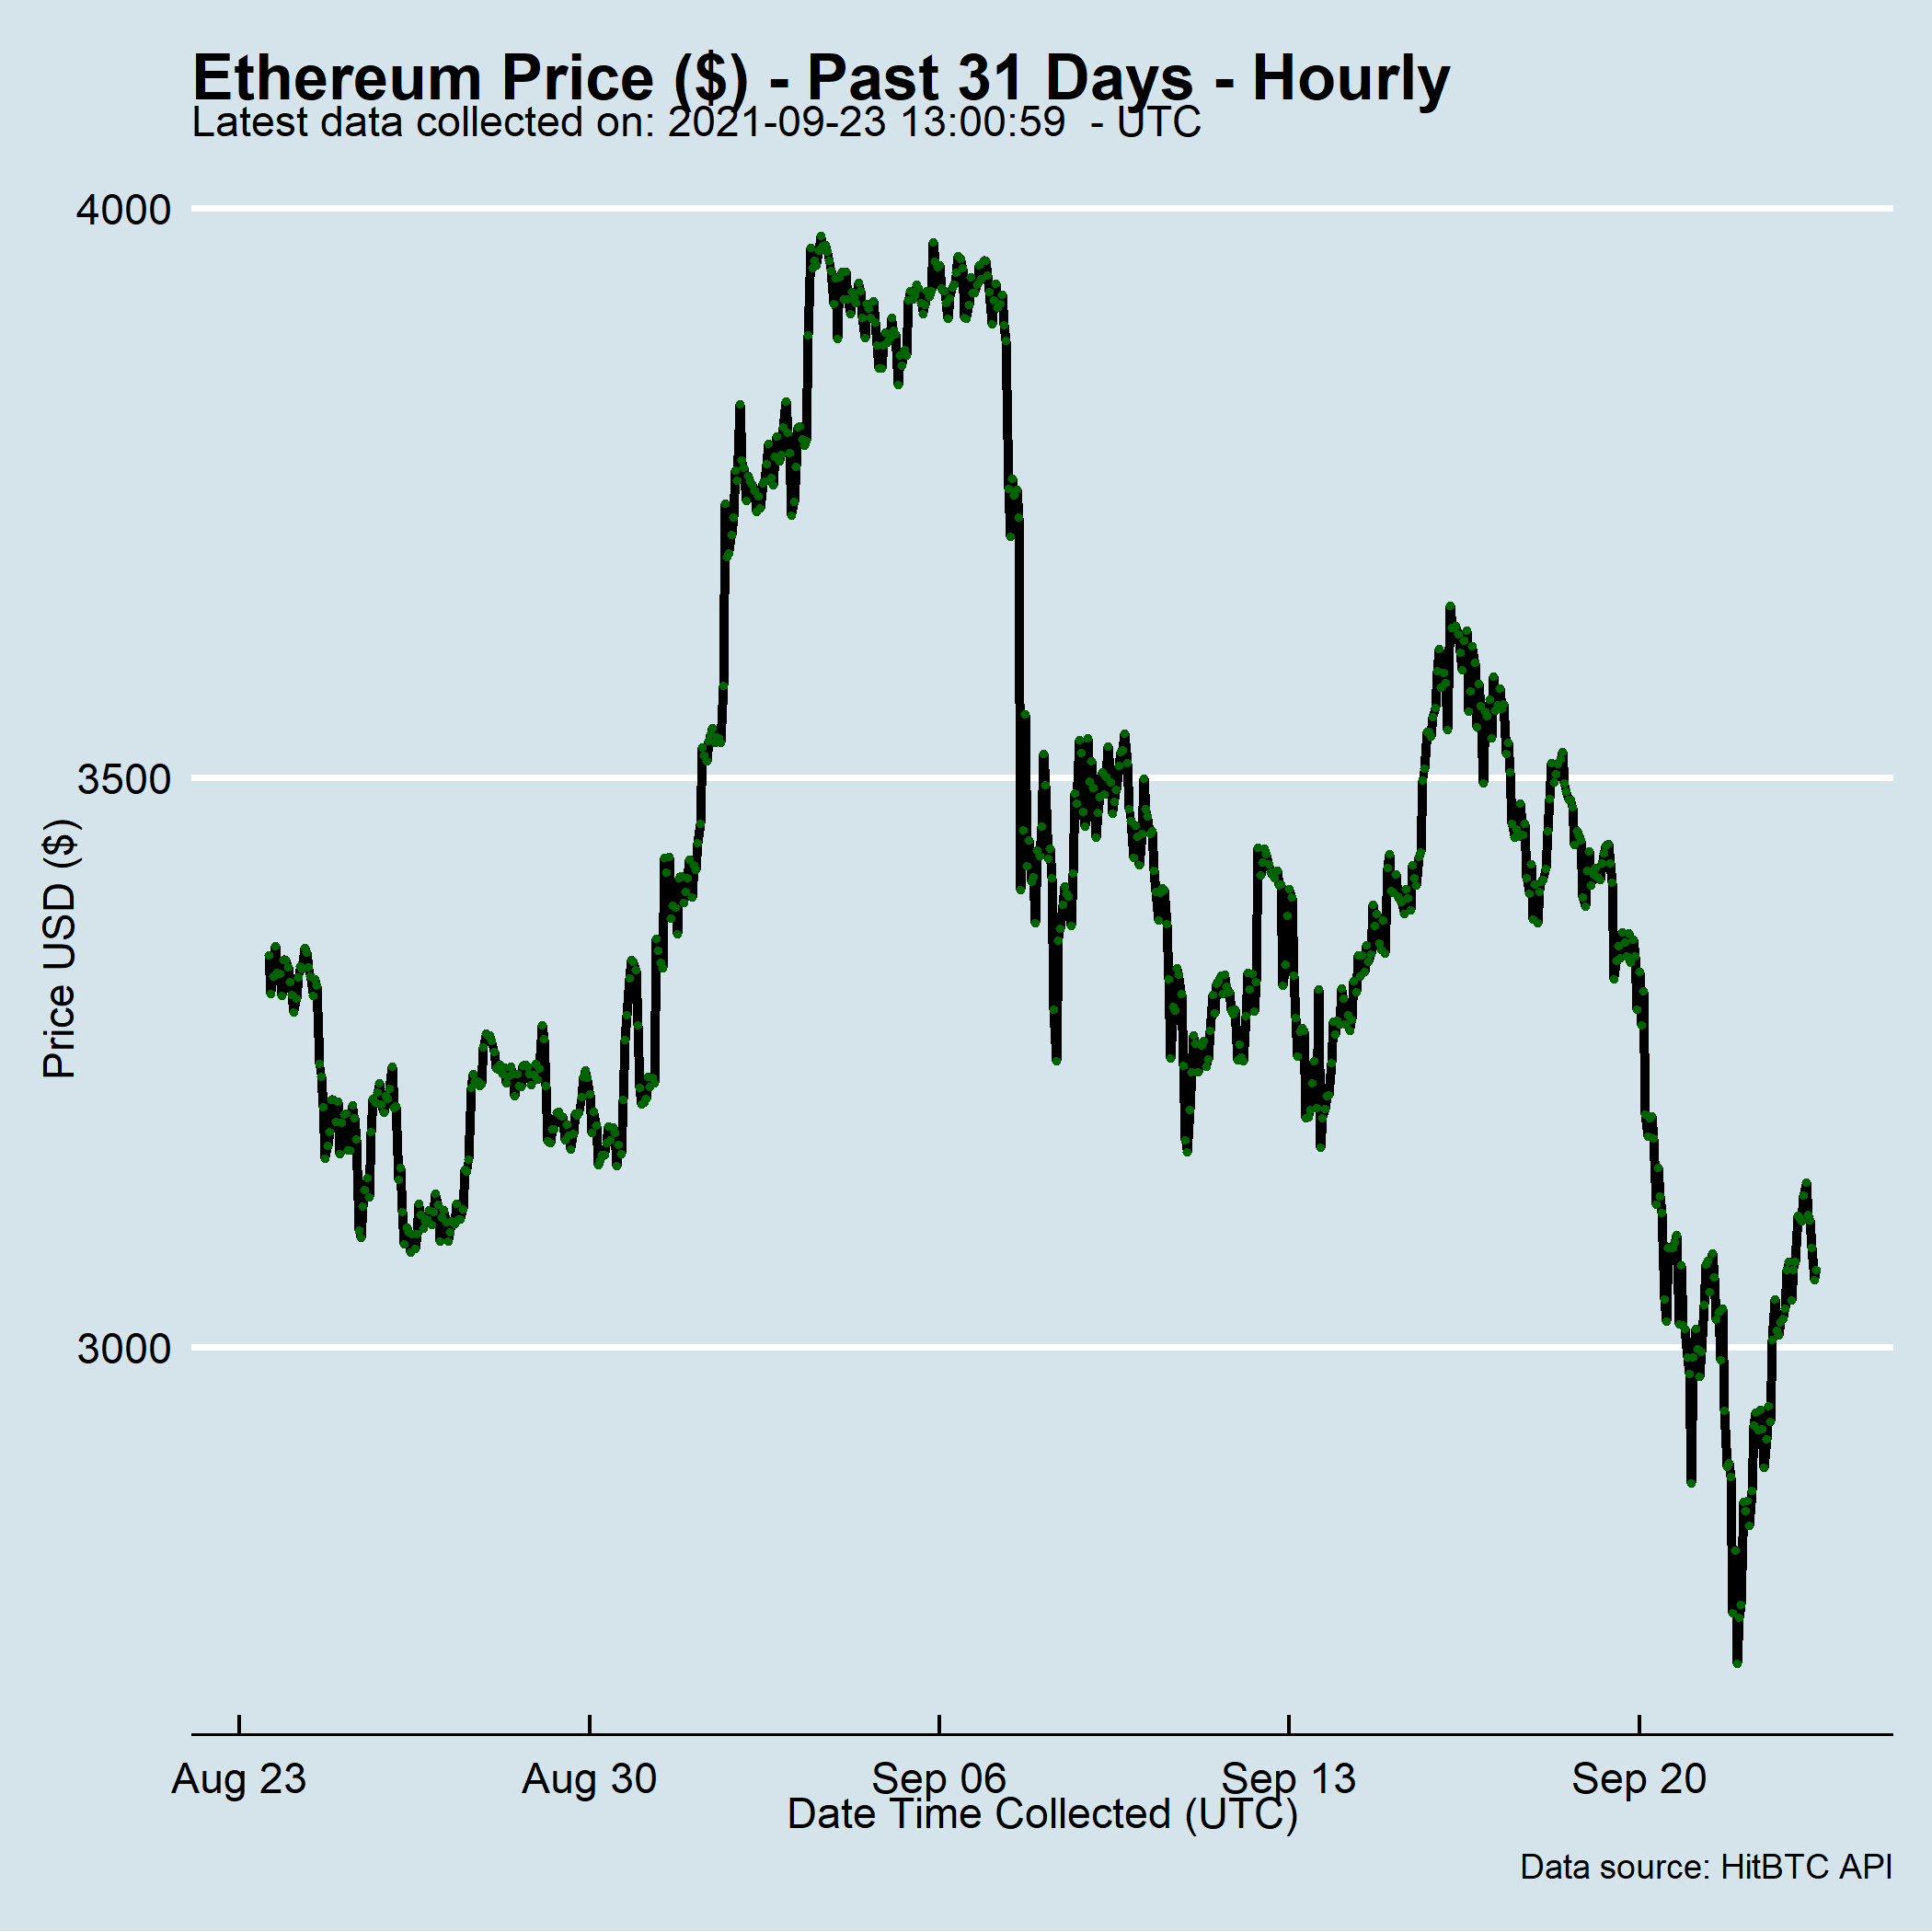 Ethereum Price ($) - Past 31 Days - Hourly
Latest data collected on: 2021-09-23 13:00:59  - UTC
4000
3500
3000
Price USD ($)
Aug 23
Aug 30
Sep 06
Sep 13
Sep 20
Date Time Collected (UTC)
Data source: HitBTC API